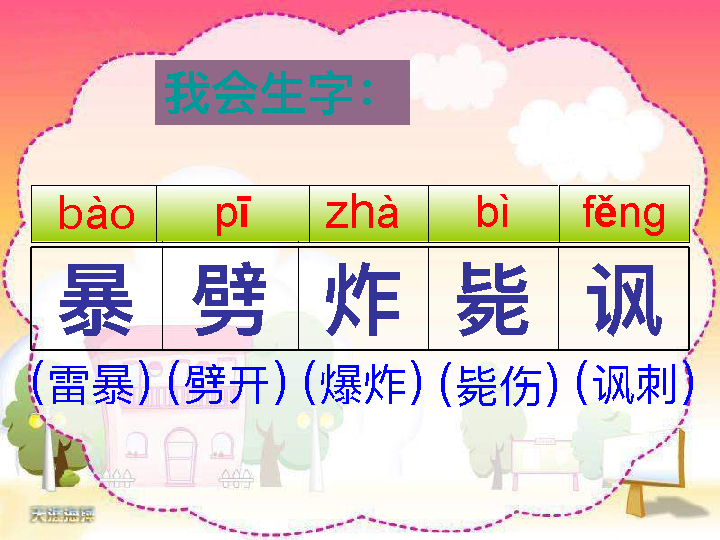 我会生字：
bào pī zhà bì fěng
暴 劈 炸 毙 讽
(雷暴) (劈开) (爆炸) (毙伤) (讽刺)
天涯海滨